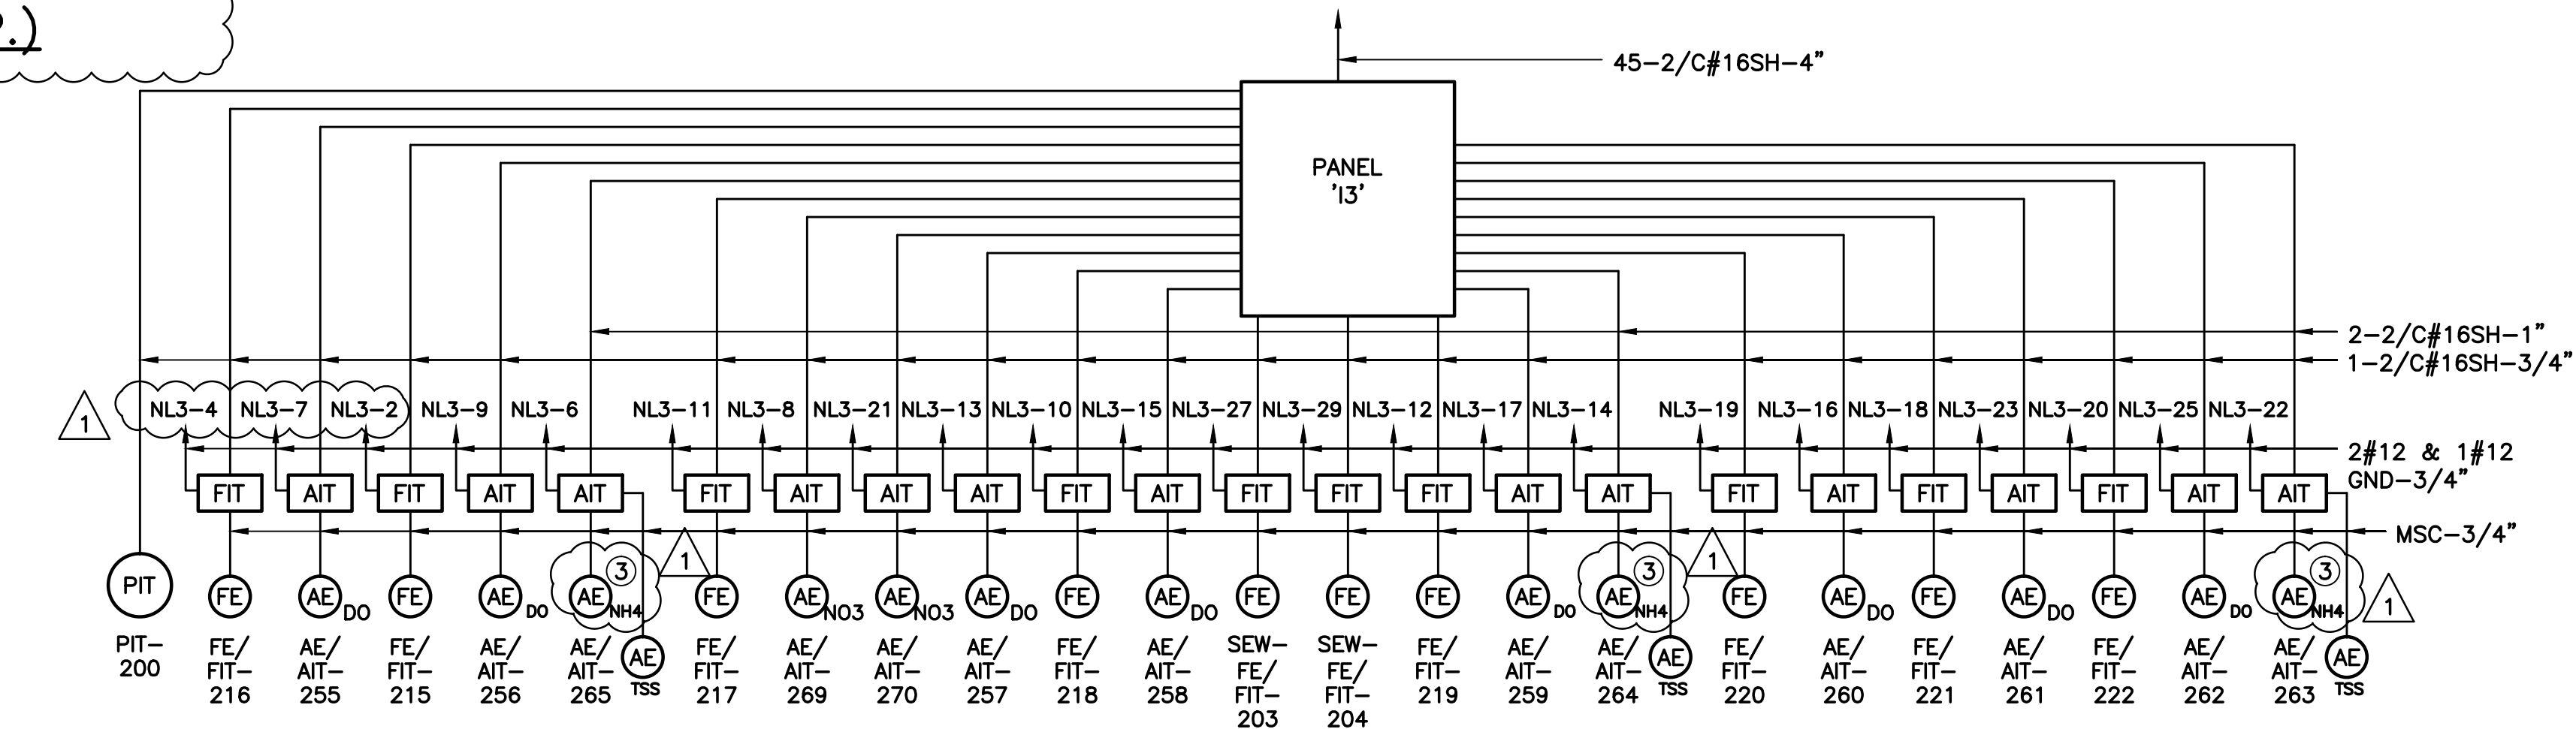 P.)
45-2/C#16SH-4"
PANEL
'I3'
2-2/C#16SH-1"
1-2/C#16SH-3/4"
1
NL3-4 NL3-7 NL3-2 NL3-9 NL3-6 NL3-11 NL3-8 NL3-21 NL3-13 NL3-10 NL3-15 NL3-27 NL3-29 NL3-12 NL3-17 NL3-14 NL3-19 NL3-16 NL3-18 NL3-23 NL3-20 NL3-25 NL3-22
2#12 & 1#12
GND-3/4"
FIT AIT FIT AIT AIT FIT AIT AIT AIT FIT AIT FIT FIT FIT AIT AIT FIT AIT FIT AIT FIT AIT AIT
MSC-3/4"
3 1 3 1 3 1
PIT FE AE DO FE AE DO AE NH4 FE AE NO3 AE NO3 AE DO FE AE DO FE FE FE AE DO AE NH4 FE AE DO FE AE DO FE AE DO AE NH4
AE TSS AE TSS AE TSS
PIT-
200
FE/
FIT-
216
AE/
AIT-
255
FE/
FIT-
215
AE/
AIT-
256
AE/
AIT-
265
FE/
FIT-
217
AE/
AIT-
269
AE/
AIT-
270
AE/
AIT-
257
FE/
FIT-
218
AE/
AIT-
258
SEW-
FE/
FIT-
203
SEW-
FE/
FIT-
204
FE/
FIT-
219
AE/
AIT-
259
AE/
AIT-
264
FE/
FIT-
220
AE/
AIT-
260
FE/
FIT-
221
AE/
AIT-
261
FE/
FIT-
222
AE/
AIT-
262
AE/
AIT-
263